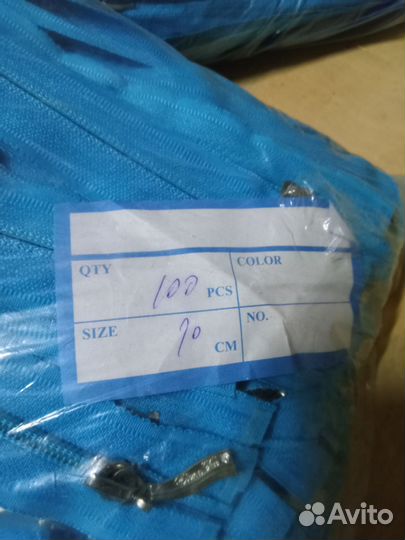 QTY 100 PCS COLOR
SIZE 70 CM NO.
Avito